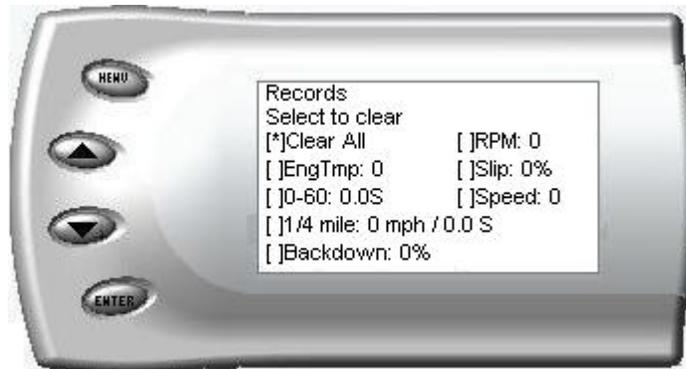 MENU
Records
Select to clear
[*]Clear All [ ]RPM: 0
[ ]EngTmp: 0 [ ]Slip: 0%
[ ]0-60: 0.0S [ ]Speed: 0
[ ]1/4 mile: 0 mph / 0.0 S
[ ]Backdown: 0%
ENTER